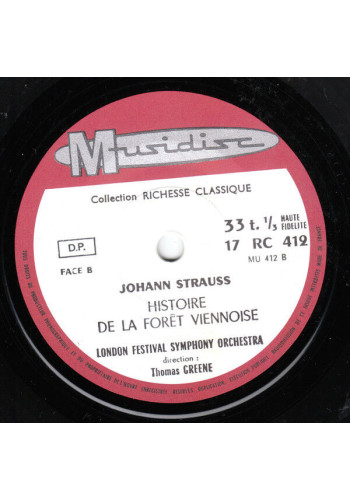 Musidisc
Collection RICHESSE CLASSIQUE
33 t. 1/3 HAUTE FIDELITE
17 RC 412
MU 412 B
D.P.
FACE B
JOHANN STRAUSS
HISTOIRE
DE LA FORÊT VIENNOISE
LONDON FESTIVAL SYMPHONY ORCHESTRA
direction :
Thomas GREENE